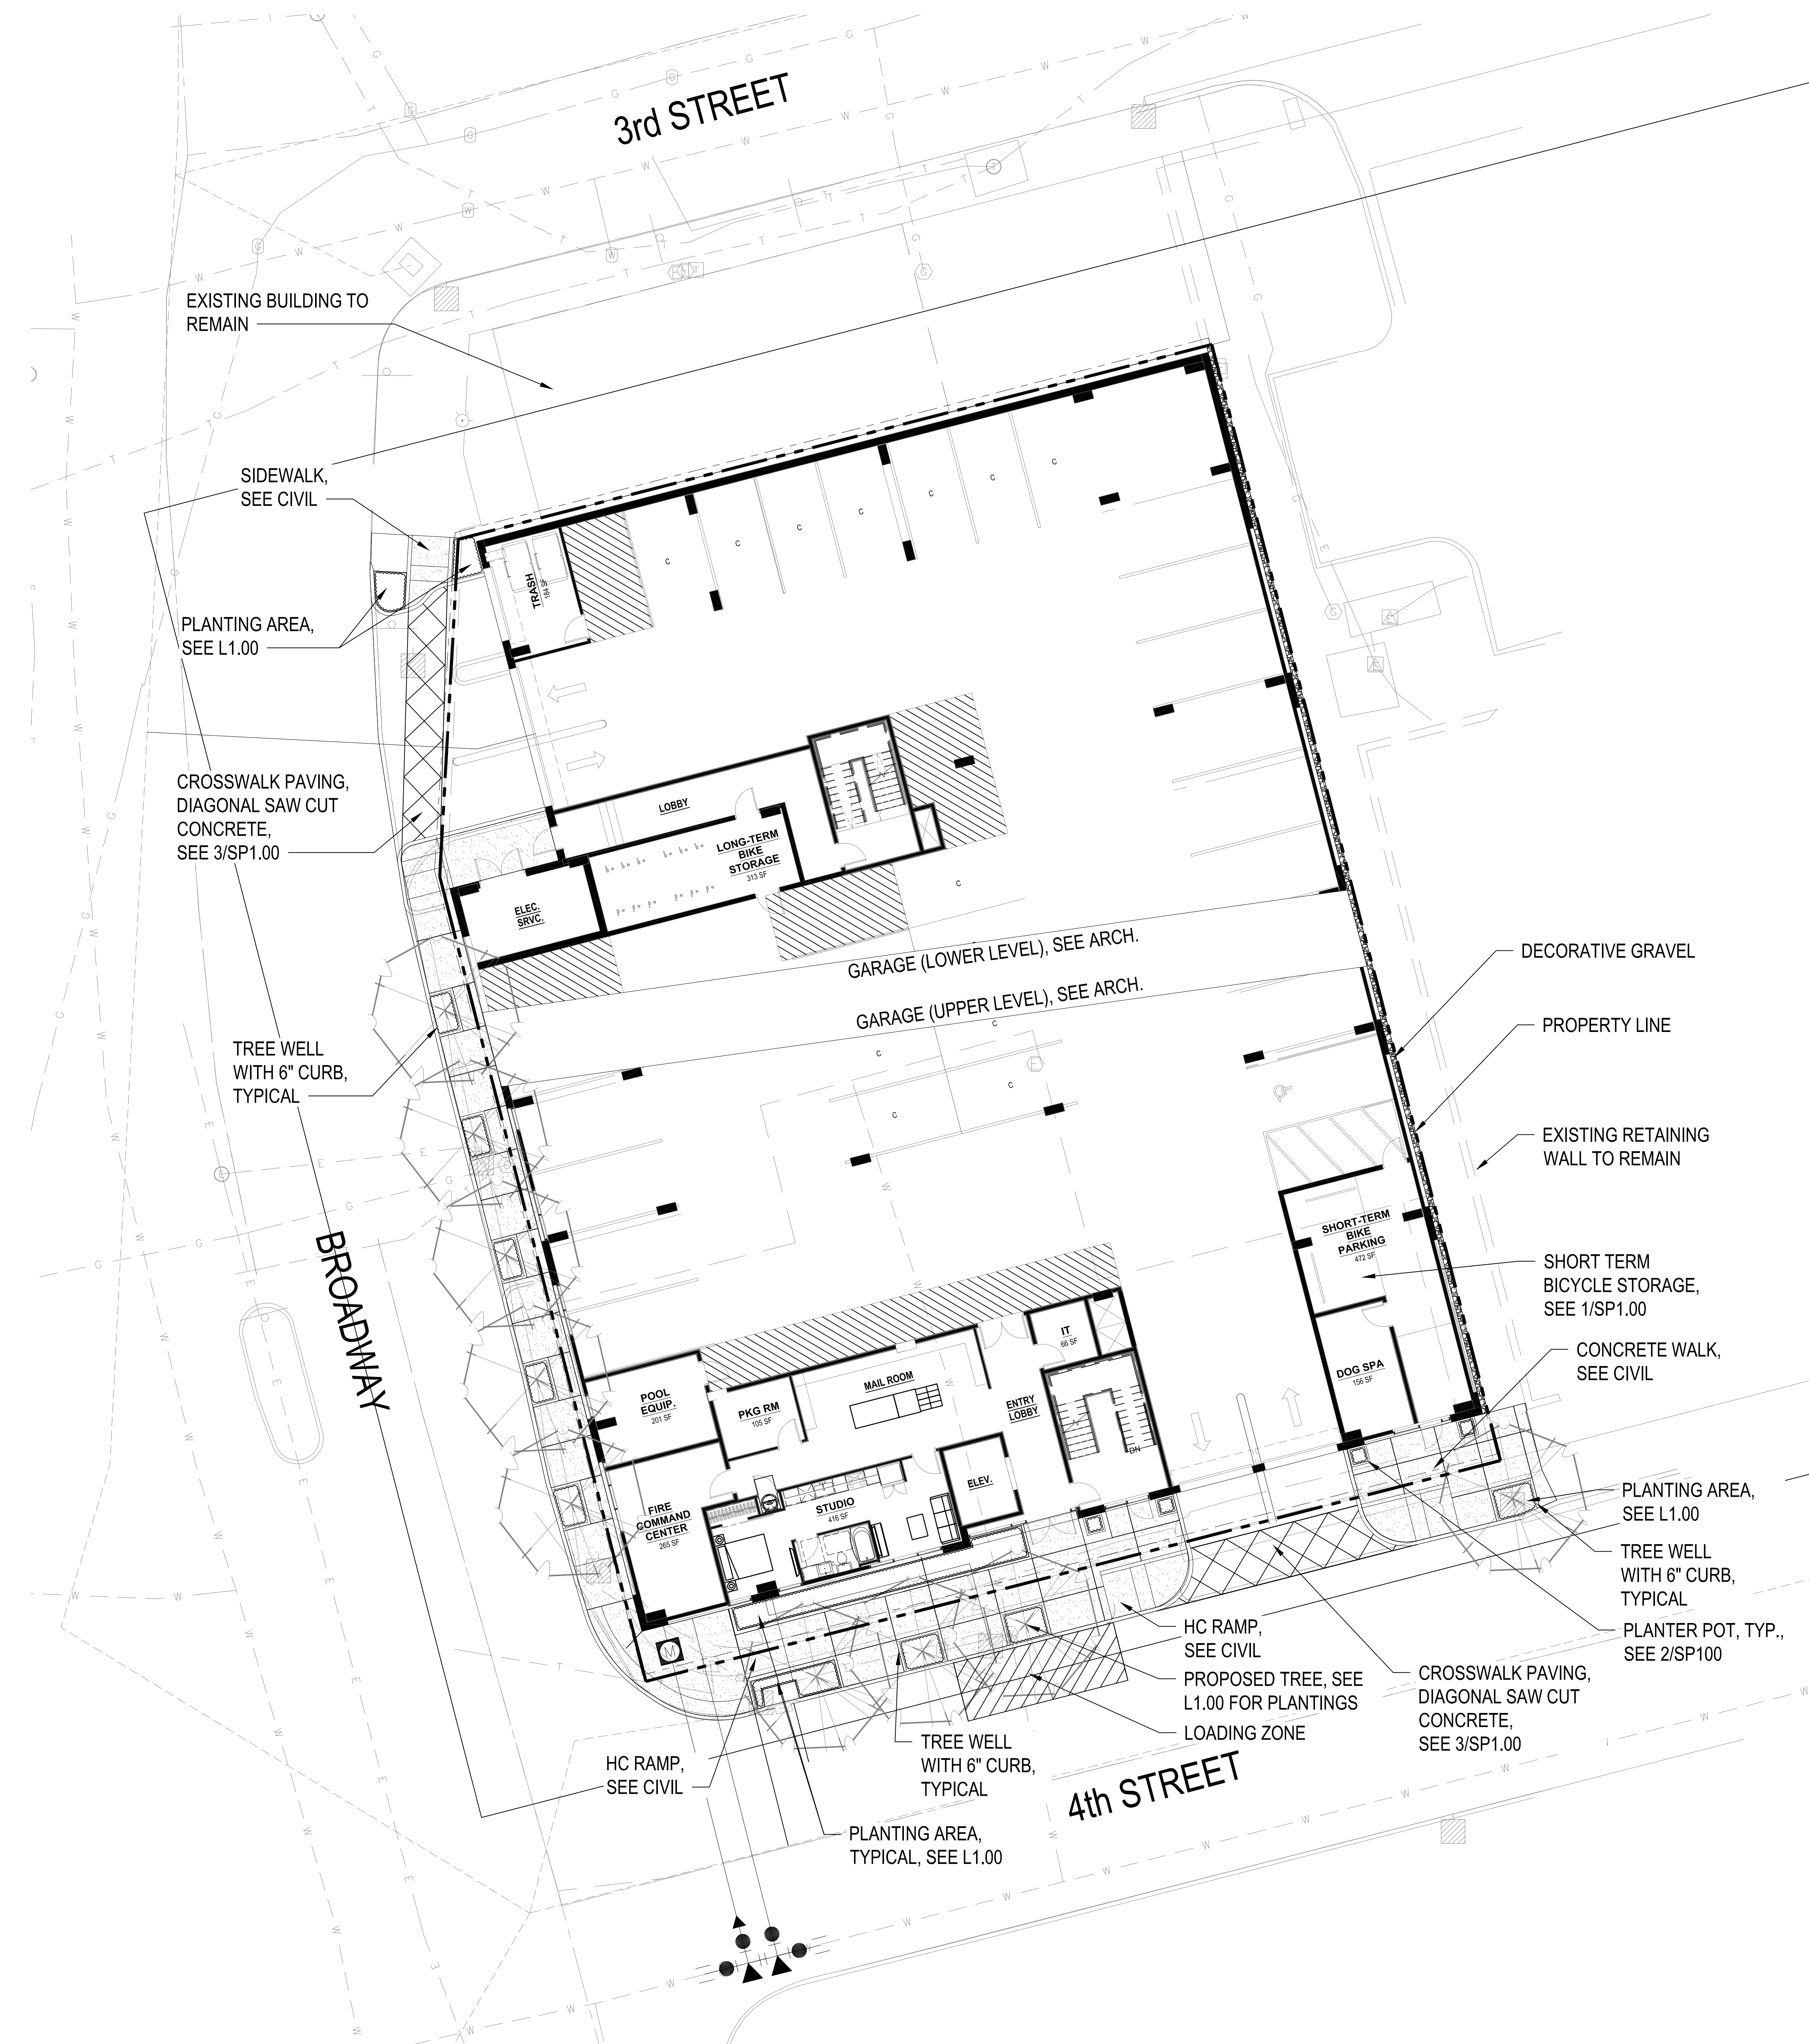 3rd STREET
EXISTING BUILDING TO
REMAIN
SIDEWALK,
SEE CIVIL
TRASH
184 SF
PLANTING AREA,
SEE L1.00
CROSSWALK PAVING,
DIAGONAL SAW CUT
CONCRETE,
SEE 3/SP1.00
LOBBY
LONG-TERM
BIKE
STORAGE
313 SF
ELEC.
SRVC.
GARAGE (LOWER LEVEL), SEE ARCH.
GARAGE (UPPER LEVEL), SEE ARCH.
DECORATIVE GRAVEL
PROPERTY LINE
TREE WELL
WITH 6" CURB,
TYPICAL
EXISTING RETAINING
WALL TO REMAIN
SHORT-TERM
BIKE
PARKING
472 SF
SHORT TERM
BICYCLE STORAGE,
SEE 1/SP1.00
BROADWAY
CONCRETE WALK,
SEE CIVIL
DOG SPA
156 SF
IT
66 SF
MAIL ROOM
ENTRY
LOBBY
POOL
EQUIP.
201 SF
PKG RM
105 SF
DN
ELEV.
STUDIO
416 SF
FIRE
COMMAND
CENTER
265 SF
PLANTING AREA,
SEE L1.00
TREE WELL
WITH 6" CURB,
TYPICAL
PLANTER POT, TYP.,
SEE 2/SP100
HC RAMP,
SEE CIVIL
PROPOSED TREE, SEE
L1.00 FOR PLANTINGS
LOADING ZONE
CROSSWALK PAVING,
DIAGONAL SAW CUT
CONCRETE,
SEE 3/SP1.00
M
TREE WELL
WITH 6" CURB,
TYPICAL
HC RAMP,
SEE CIVIL
4th STREET
PLANTING AREA,
TYPICAL, SEE L1.00